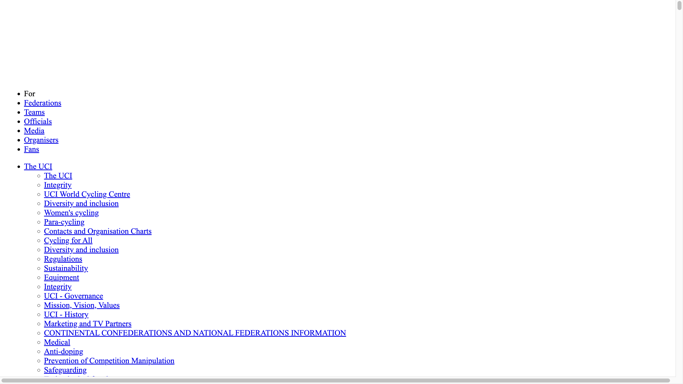 For
Federations
Teams
Officials
Media
Organisers
Fans
The UCI
The UCI
Integrity
UCI World Cycling Centre
Diversity and inclusion
Women's cycling
Para-cycling
Contacts and Organisation Charts
Cycling for All
Diversity and inclusion
Regulations
Sustainability
Equipment
Integrity
UCI - Governance
Mission, Vision, Values
UCI - History
Marketing and TV Partners
CONTINENTAL CONFEDERATIONS AND NATIONAL FEDERATIONS INFORMATION
Medical
Anti-doping
Prevention of Competition Manipulation
Safeguarding